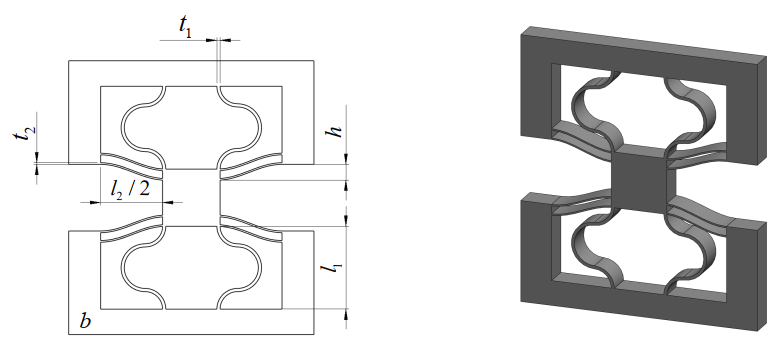 t₁
t₂
h
l₂ / 2
l₁
b